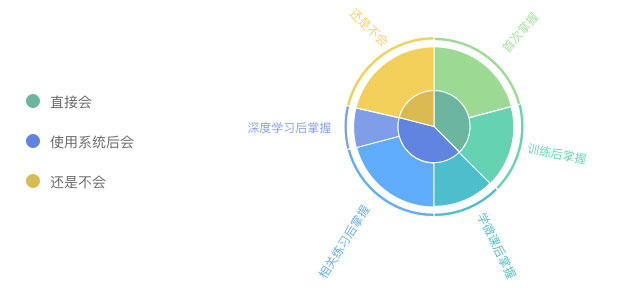 直接会
使用系统后会
还是不会
还是不会
首次掌握
深度学习后掌握
训练后掌握
相关练习后掌握
学微课后掌握